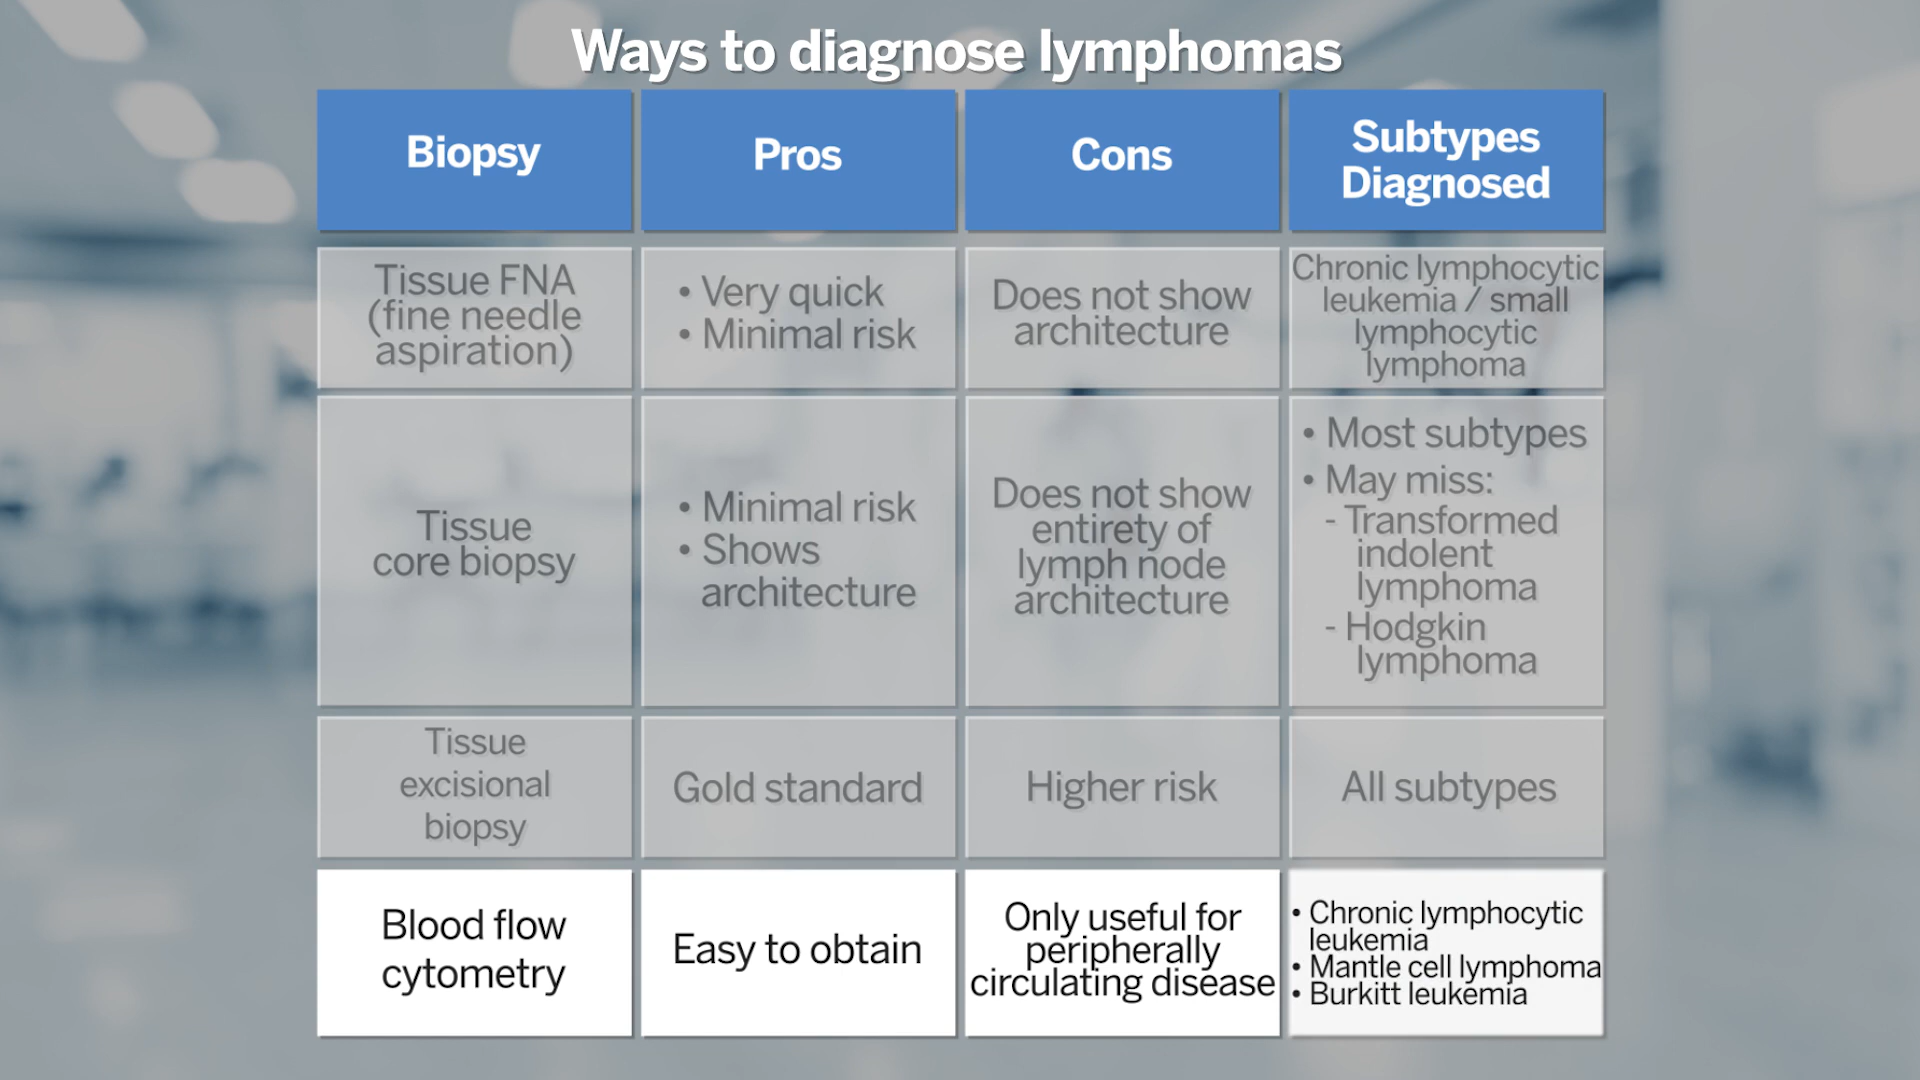 Ways to diagnose lymphomas
Biopsy
Pros
Cons
Subtypes
Diagnosed
Tissue FNA
(fine needle
aspiration)
• Very quick
• Minimal risk
Does not show
architecture
Chronic lymphocytic
leukemia / small
lymphocytic
lymphoma
Tissue
core biopsy
• Minimal risk
• Shows
architecture
Does not show
entirety of
lymph node
architecture
• Most subtypes
• May miss:
- Transformed
indolent
lymphoma
- Hodgkin
lymphoma
Tissue
excisional
biopsy
Gold standard
Higher risk
All subtypes
Blood flow
cytometry
Easy to obtain
Only useful for
peripherally
circulating disease
• Chronic lymphocytic
leukemia
• Mantle cell lymphoma
• Burkitt leukemia